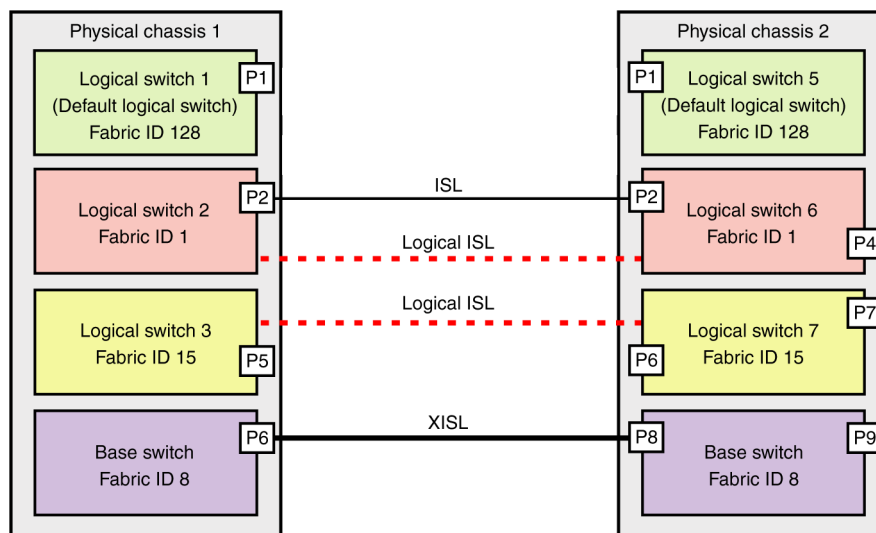 Physical chassis 1
Logical switch 1
(Default logical switch)
Fabric ID 128
P1
Logical switch 2
Fabric ID 1
P2
Logical switch 3
Fabric ID 15
P5
Base switch
Fabric ID 8
P6
ISL
Logical ISL
Logical ISL
XISL
Physical chassis 2
P1
Logical switch 5
(Default logical switch)
Fabric ID 128
P2
Logical switch 6
Fabric ID 1
P4
P7
Logical switch 7
Fabric ID 15
P6
P8
Base switch
Fabric ID 8
P9